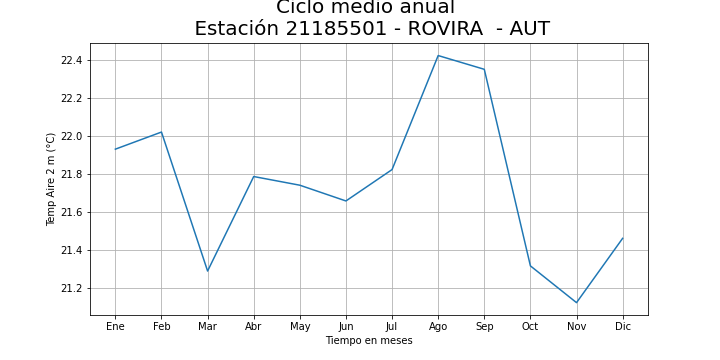 Ciclo medio anual
Estación 21185501 - ROVIRA  - AUT
22.4
22.2
22.0
21.8
21.6
21.4
21.2
Temp Aire 2 m (°C)
Ene Feb Mar Abr May Jun Jul Ago Sep Oct Nov Dic
Tiempo en meses